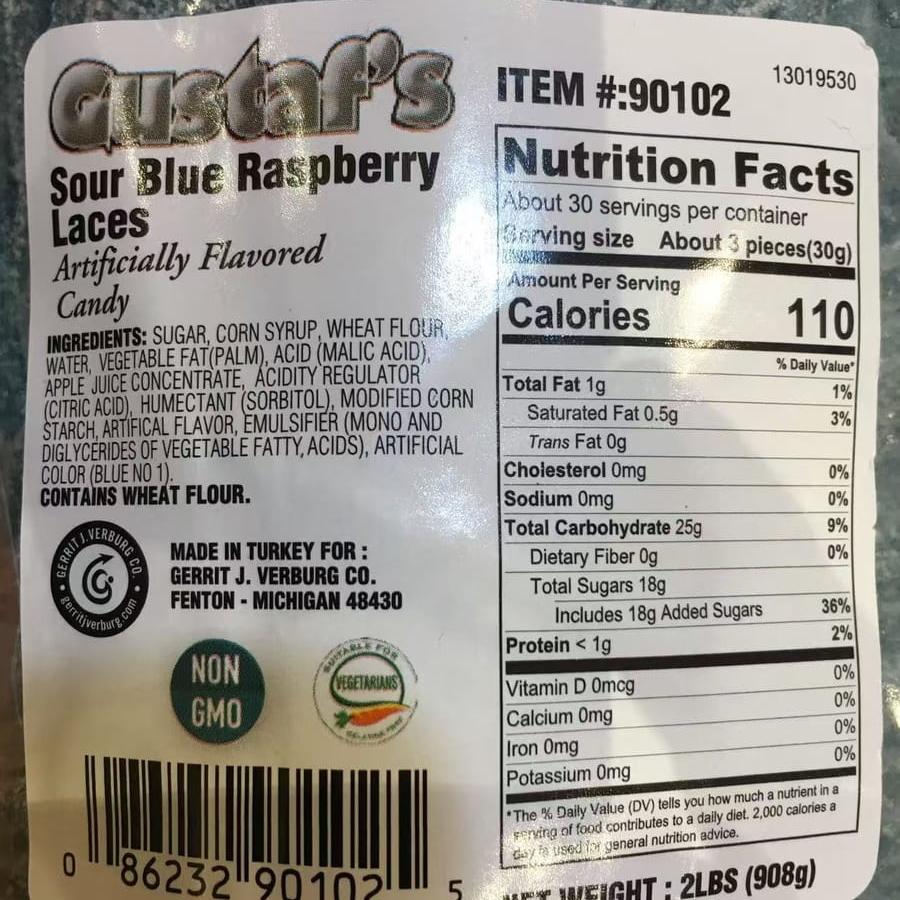 Gustaf's
Sour Blue Raspberry
Laces
Artificially Flavored
Candy
INGREDIENTS: SUGAR, CORN SYRUP, WHEAT FLOUR,
WATER, VEGETABLE FAT(PALM), ACID (MALIC ACID),
APPLE JUICE CONCENTRATE, ACIDITY REGULATOR
(CITRIC ACID), HUMECTANT (SORBITOL), MODIFIED CORN
STARCH, ARTIFICAL FLAVOR, EMULSIFIER (MONO AND
DIGLYCERIDES OF VEGETABLE FATTY, ACIDS), ARTIFICIAL
COLOR (BLUE NO 1).
CONTAINS WHEAT FLOUR.
GERRIT J. VERBURG CO.
gerritjverburg.com
MADE IN TURKEY FOR :
GERRIT J. VERBURG CO.
FENTON - MICHIGAN 48430
NON
GMO
SUITABLE FOR
VEGETARIANS
GELATINE FREE
0 86232 90102 5
13019530
ITEM #:90102
Nutrition Facts
About 30 servings per container
Serving size About 3 pieces(30g)
Amount Per Serving
Calories 110
% Daily Value*
Total Fat 1g 1%
Saturated Fat 0.5g 3%
Trans Fat 0g
Cholesterol 0mg 0%
Sodium 0mg 0%
Total Carbohydrate 25g 9%
Dietary Fiber 0g 0%
Total Sugars 18g
Includes 18g Added Sugars 36%
Protein < 1g 2%
Vitamin D 0mcg 0%
Calcium 0mg 0%
Iron 0mg 0%
Potassium 0mg 0%
*The % Daily Value (DV) tells you how much a nutrient in a
serving of food contributes to a daily diet. 2,000 calories a
day is used for general nutrition advice.
NET WEIGHT : 2LBS (908g)